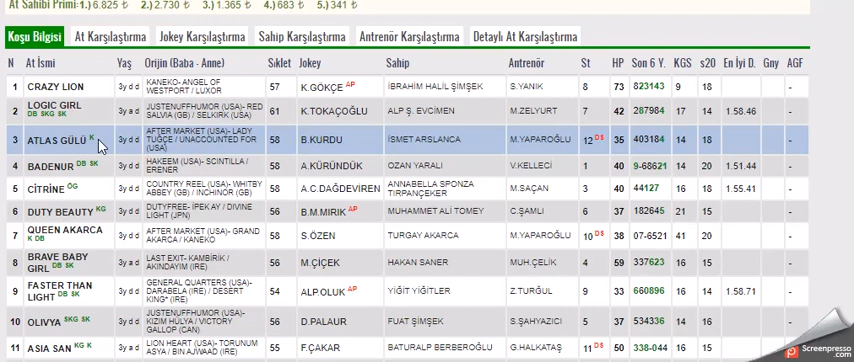 At Sahibi Primi: 1.) 6.825 ₺ 2.) 2.730 ₺ 3.) 1.365 ₺ 4.) 683 ₺ 5.) 341 ₺
Koşu Bilgisi At Karşılaştırma Jokey Karşılaştırma Sahip Karşılaştırma Antrenör Karşılaştırma Detaylı At Karşılaştırma
N At İsmi Yaş Orijin (Baba - Anne) Sıklet Jokey Sahip Antrenör St HP Son 6 Y. KGS s20 En İyi D. Gny AGF
1 CRAZY LION 3y d d KANEKO- ANGEL OF WESTPORT / LUXOR 57 K.GÖKÇE AP İBRAHİM HALİL ŞİMŞEK S.YANIK 8 73 823143 9 18 -
2 LOGIC GIRL DB SKG SK 3y a d JUSTENUFFHUMOR (USA)- RED SALVIA (GB) / SELKIRK (USA) 61 K.TOKAÇOĞLU ALP Ş. EVCİMEN M.ZELYURT 7 42 287984 17 14 1.58.46 -
3 ATLAS GÜLÜ K 3y d d AFTER MARKET (USA)- LADY TUĞÇE / UNACCOUNTED FOR (USA) 58 B.KURDU İSMET ARSLANCA M.YAPAROĞLU 12 DS 35 403184 14 18 -
4 BADENUR DB SK 3y d d HAKEEM (USA)- SCINTILLA / ERENER 58 A.KÜRÜNDÜK OZAN YARALI V.KELLECİ 1 40 9-68621 14 20 1.51.44 -
5 CİTRİNE ÖG 3y d d COUNTRY REEL (USA)- WHITBY ABBEY (GB) / INCHINOR (GB) 58 A.C.DAĞDEVİREN ANNABELLA SPONZA TIRPANÇEKER M.SAÇAN 3 40 44127 16 18 1.55.41 -
6 DUTY BEAUTY KG 3y a d DUTYFREE- İPEK AY / DIVINE LIGHT (JPN) 56 B.M.MIRIK AP MUHAMMET ALİ TOMEY C.ŞAMLI 6 37 182645 21 15 -
7 QUEEN AKARCA K DB 3y d d AFTER MARKET (USA)- GRAND AKARCA / KANEKO 58 S.ÖZEN TURGAY AKARCA M.YAPAROĞLU 10 DS 38 07-6521 41 20 -
8 BRAVE BABY GIRL DB SK 3y a d LAST EXIT- KAMBİRİK / AKINDAYIM (IRE) 56 M.ÇİÇEK HAKAN SANER MUH.ÇELİK 4 59 337623 16 15 -
9 FASTER THAN LIGHT DB SK 3y d d GENERAL QUARTERS (USA)- DARABELA (IRE) / DESERT KING* (IRE) 54 ALP.OLUK AP YİĞİT YİĞİTLER Z.TURĞUL 9 33 660896 16 14 1.58.71 -
10 OLIVYA SKG SK 3y d d JUSTENUFFHUMOR (USA)- KIZIM HÜLYA / VICTORY GALLOP (CAN) 56 D.PALAUR FUAT ŞİMŞEK S.ŞAHYAZICI 5 37 534336 14 16 -
11 ASIA SAN KG K 3y a d LION HEART (USA)- TORUNUM ASYA / BIN AJWAAD (IRE) 55 F.ÇAKAR BATURALP BERBEROĞLU G.HALKATAŞ 11 DS 50 338-044 16 15 -
Screenpresso.com